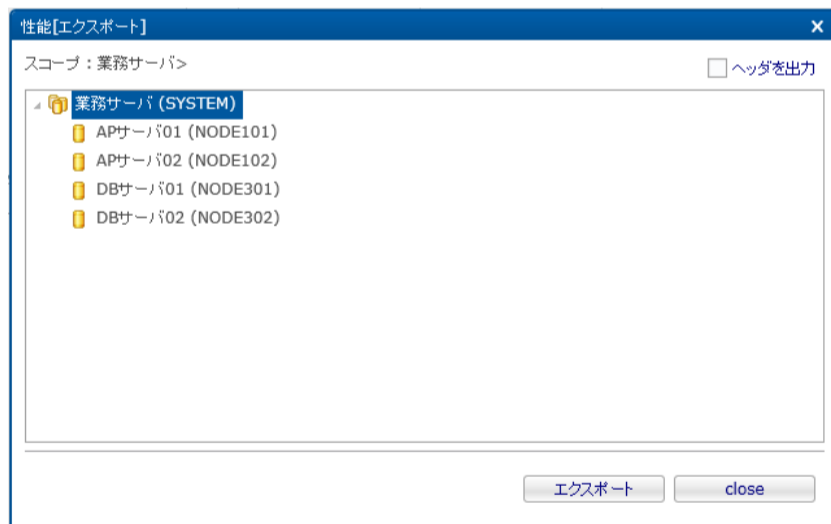 性能[エクスポート]
スコープ：業務サーバ>
ヘッダを出力
業務サーバ (SYSTEM)
APサーバ01 (NODE101)
APサーバ02 (NODE102)
DBサーバ01 (NODE301)
DBサーバ02 (NODE302)
エクスポート
close